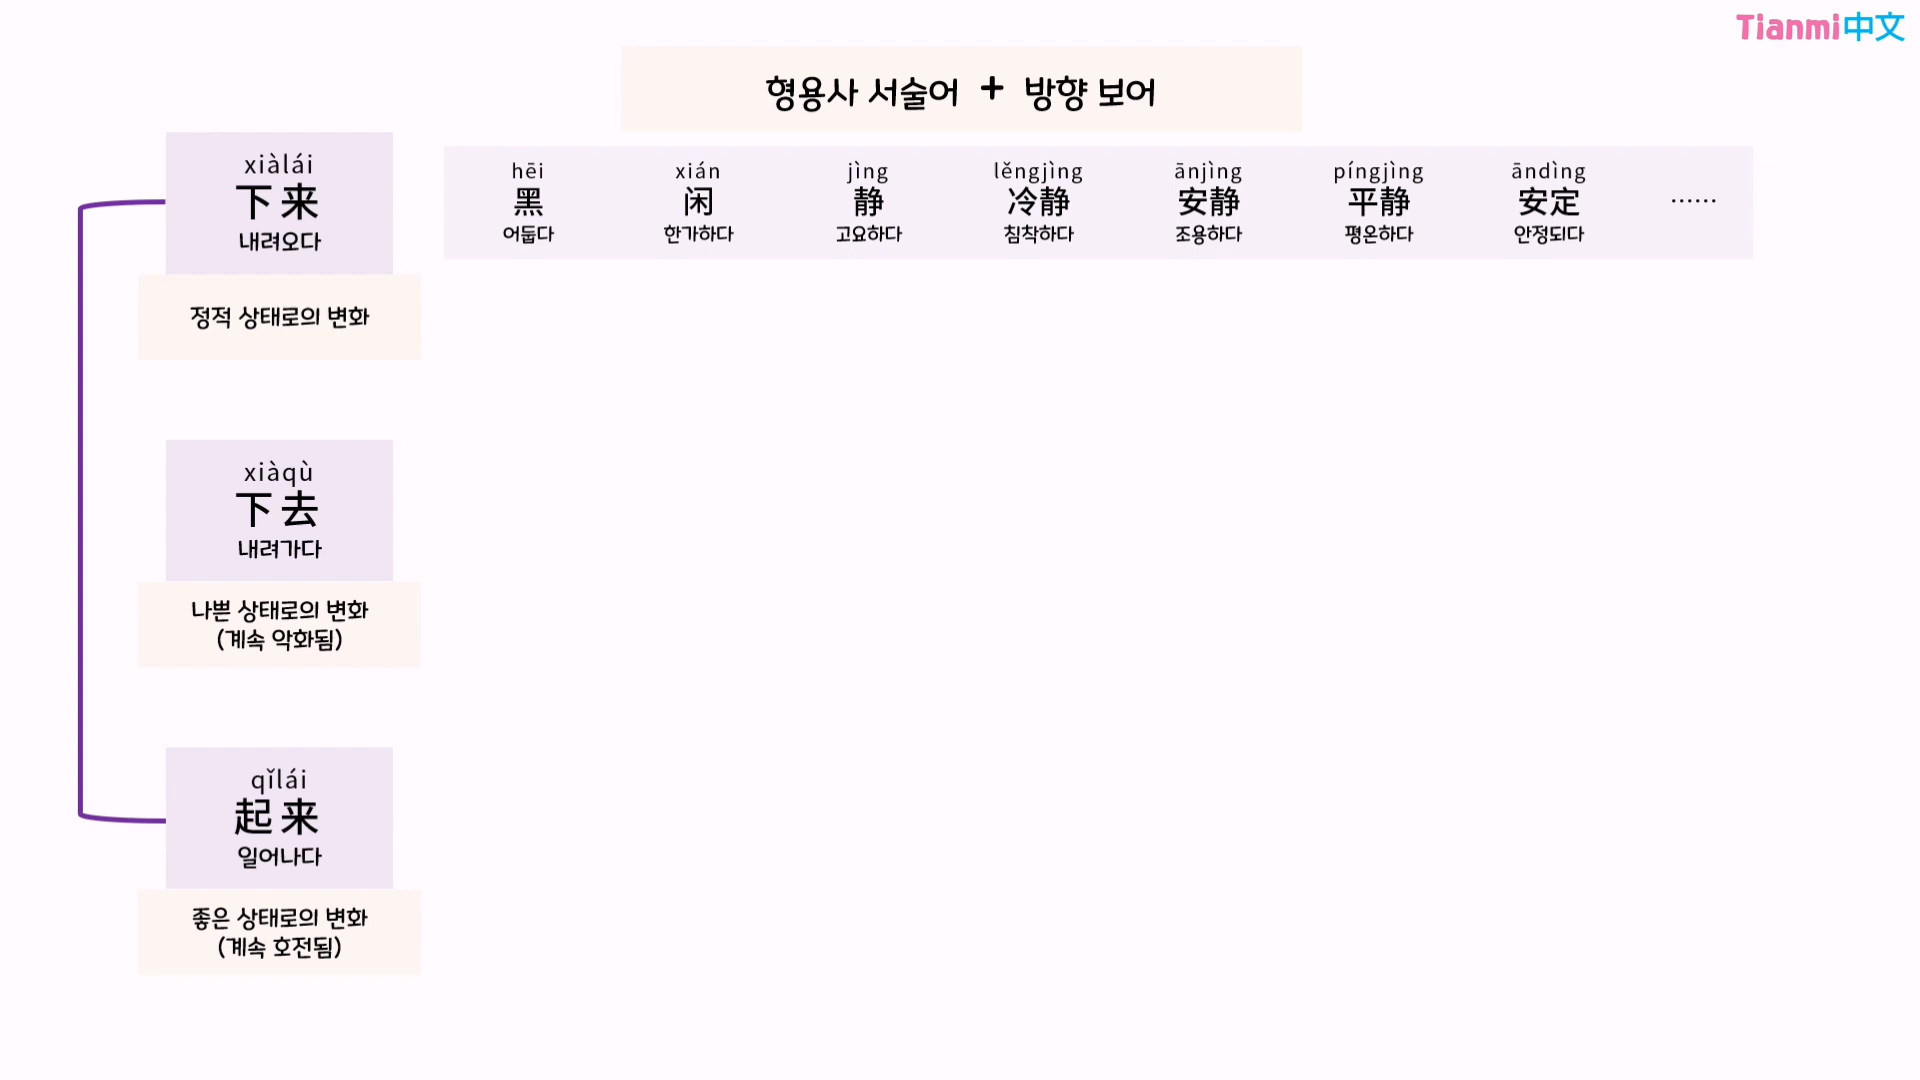 Tianmi中文
형용사 서술어 + 방향 보어
xiàlái
下来
내려오다
정적 상태로의 변화
hēi xián jìng lěngjìng ānjìng píngjìng āndìng
黑 闲 静 冷静 安静 平静 安定 ······
어둡다 한가하다 고요하다 침착하다 조용하다 평온하다 안정되다
xiàqù
下去
내려가다
나쁜 상태로의 변화
(계속 악화됨)
qǐlái
起来
일어나다
좋은 상태로의 변화
(계속 호전됨)